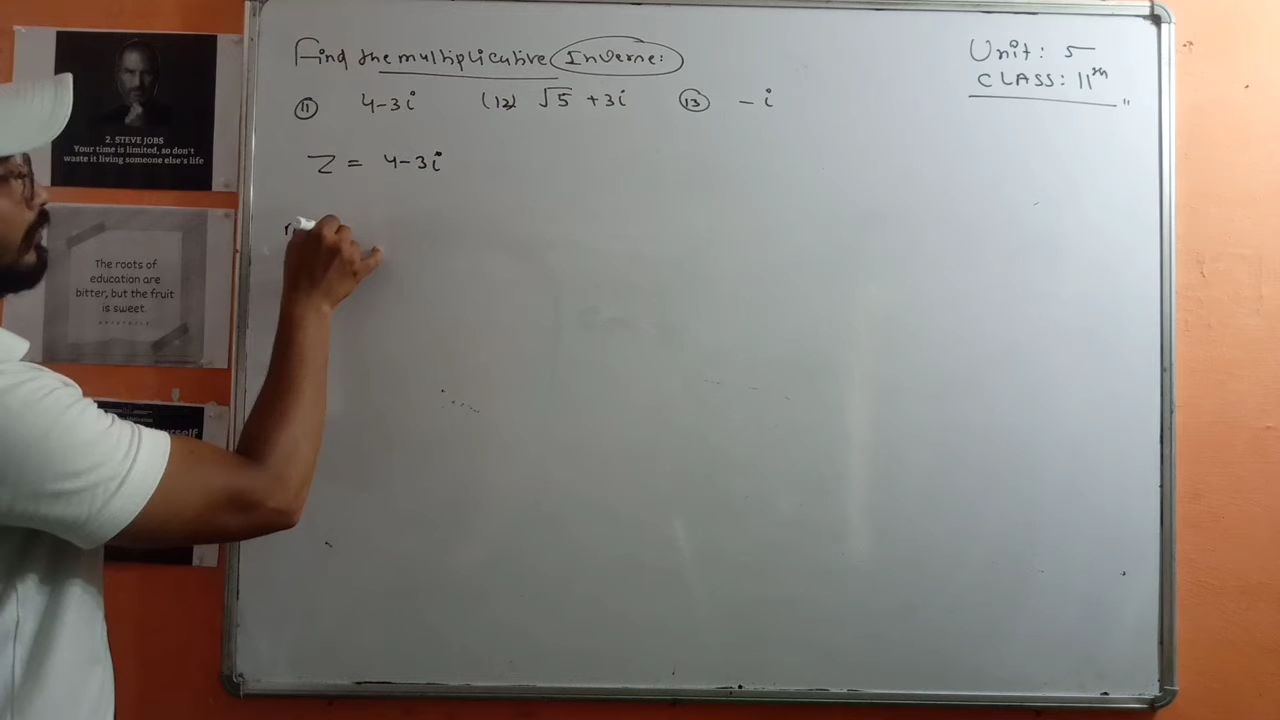 Find the multiplicative Inverse:
Unit: 5
CLASS: 11th
(11) 4-3i (12) √5 +3i (13) -i
Z = 4-3i
2. STEVE JOBS
Your time is limited, so don't
waste it living someone else's life
The roots of
education are
bitter, but the fruit
is sweet.
ARISTOTLE